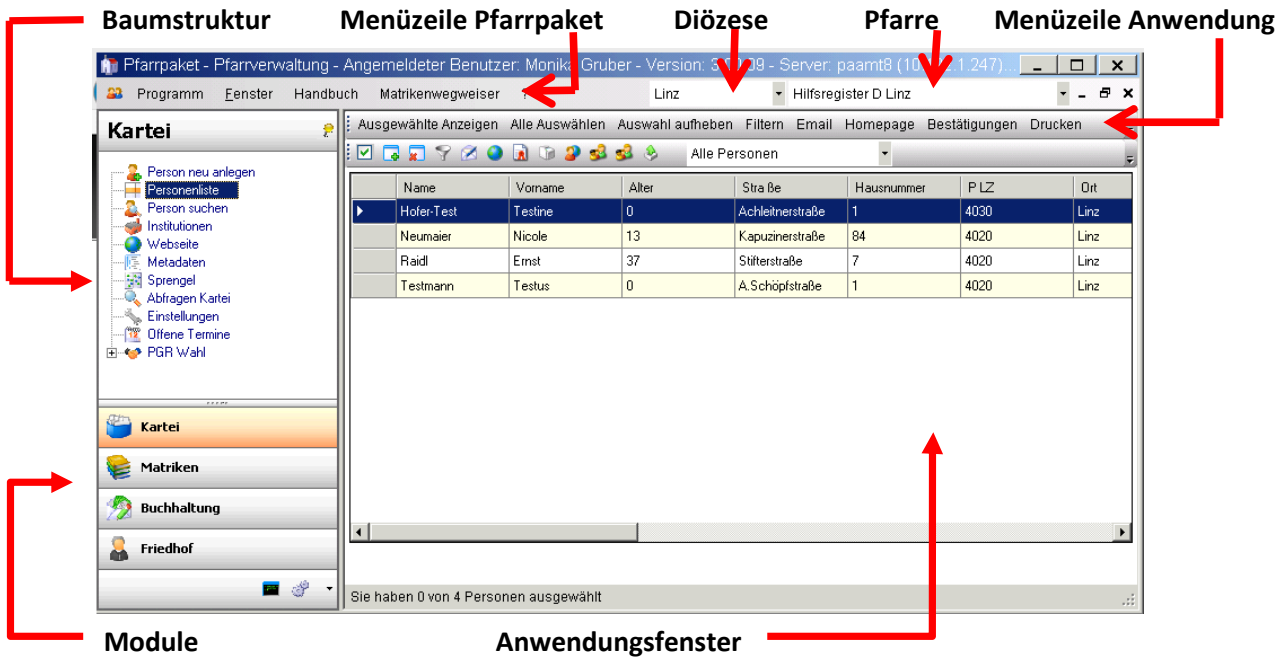 Baumstruktur Menüzeile Pfarrpaket Diözese Pfarre Menüzeile Anwendung
Pfarrpaket - Pfarrverwaltung - Angemeldeter Benutzer: Monika Gruber - Version: - Server: paamt8
Programm Fenster Handbuch Matrikenwegweiser ? Linz Hilfsregister D Linz
Kartei
Ausgewählte Anzeigen Alle Auswählen Auswahl aufheben Filtern Email Homepage Bestätigungen Drucken
Alle Personen
Person neu anlegen
Personenliste
Person suchen
Institutionen
Webseite
Metadaten
Sprengel
Abfragen Kartei
Einstellungen
Offene Termine
PGR Wahl
Name Vorname Alter Straße Hausnummer PLZ Ort
Hofer-Test Testine 0 Achleitnerstraße 1 4030 Linz
Neumaier Nicole 13 Kapuzinerstraße 84 4020 Linz
Raidl Ernst 37 Stifterstraße 7 4020 Linz
Testmann Testus 0 A.Schöpfstraße 1 4020 Linz
Kartei
Matriken
Buchhaltung
Friedhof
Sie haben 0 von 4 Personen ausgewählt
Module Anwendungsfenster